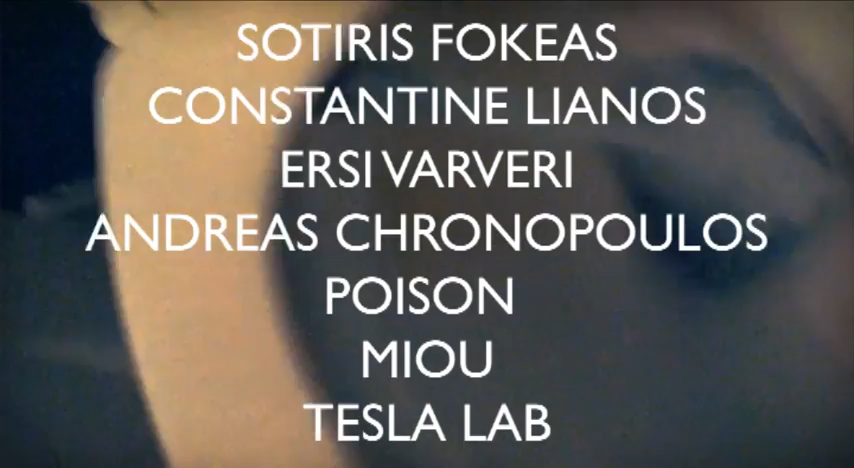 SOTIRIS FOKEAS
CONSTANTINE LIANOS
ERSI VARVERI
ANDREAS CHRONOPOULOS
POISON
MIOU
TESLA LAB